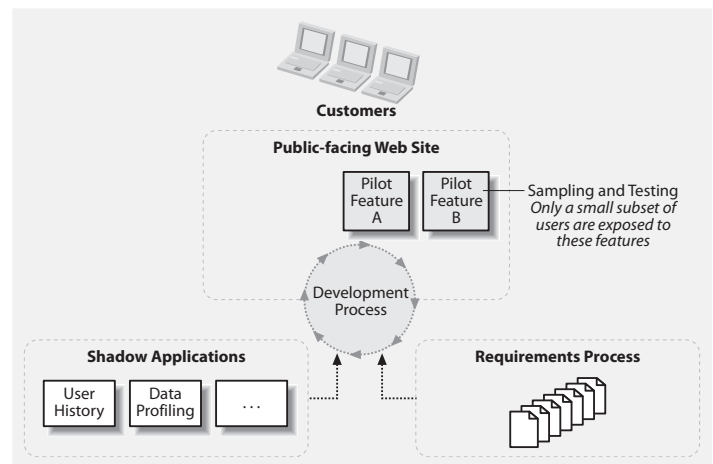 Customers
Public-facing Web Site
Pilot
Feature
A
Pilot
Feature
B
Sampling and Testing
Only a small subset of
users are exposed to
these features
Development
Process
Shadow Applications
User
History
Data
Profiling
...
Requirements Process